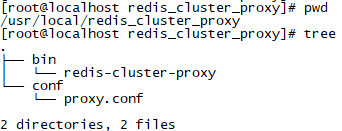 [root@localhost redis_cluster_proxy]# pwd
/usr/local/redis_cluster_proxy
[root@localhost redis_cluster_proxy]# tree
.
├── bin
│   └── redis-cluster-proxy
└── conf
    └── proxy.conf

2 directories, 2 files